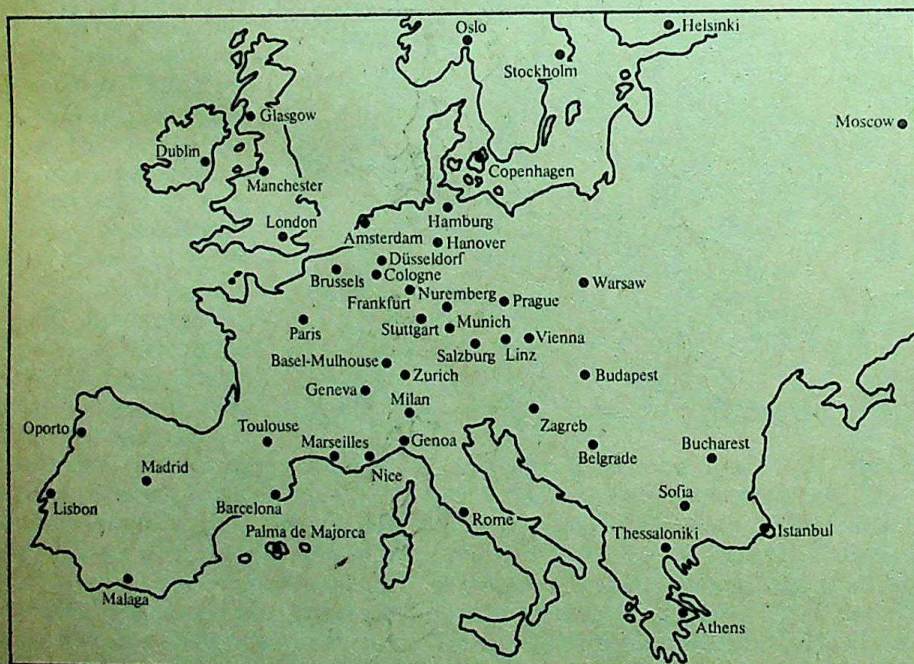 Oslo
Helsinki
Stockholm
Glasgow
Moscow
Dublin
Copenhagen
Manchester
Hamburg
London
Amsterdam
Hanover
Düsseldorf
Brussels
Cologne
Warsaw
Frankfurt
Nuremberg
Prague
Paris
Stuttgart
Munich
Vienna
Salzburg
Linz
Basel-Mulhouse
Zurich
Budapest
Geneva
Milan
Oporto
Toulouse
Marseilles
Genoa
Zagreb
Bucharest
Belgrade
Madrid
Nice
Sofia
Lisbon
Barcelona
Rome
Palma de Majorca
Thessaloniki
Istanbul
Malaga
Athens